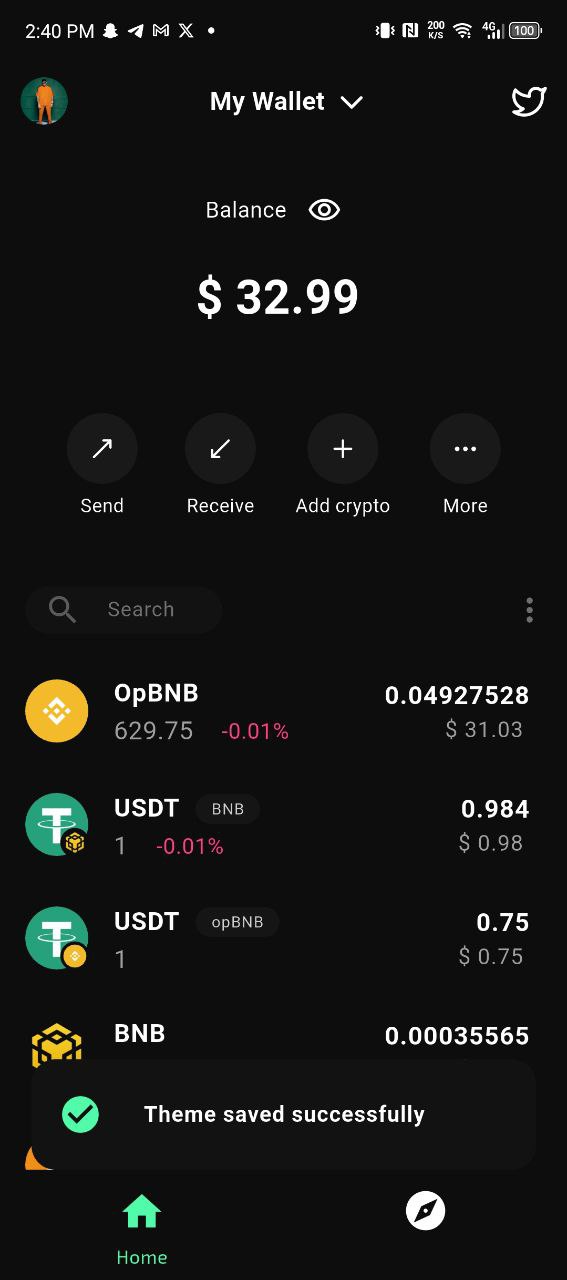 2:40 PM 200 K/S 4G 100
My Wallet
Balance
$ 32.99
Send Receive Add crypto More
Search
OpBNB 0.04927528
629.75 -0.01% $ 31.03
USDT BNB 0.984
1 -0.01% $ 0.98
USDT opBNB 0.75
1 $ 0.75
BNB 0.00035565
Theme saved successfully
Home